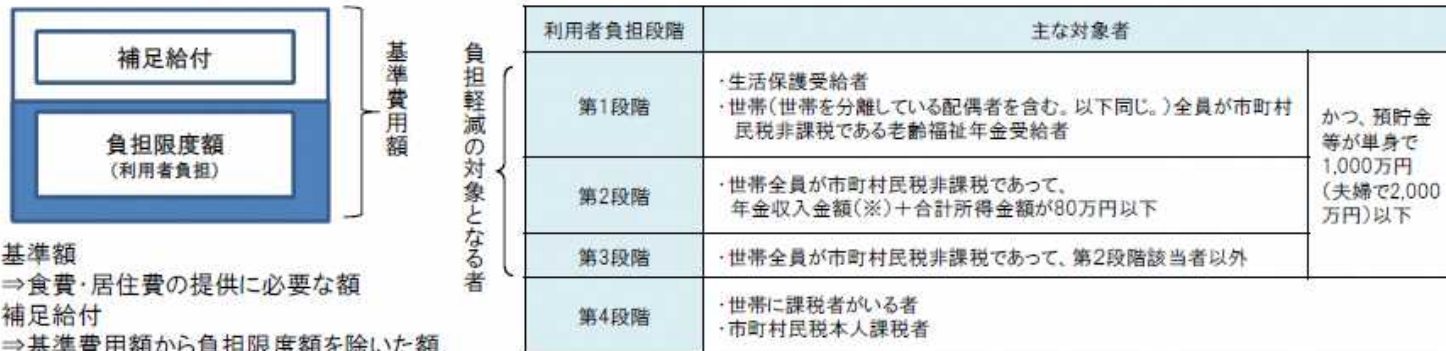 補足給付
負担限度額
(利用者負担)
基準費用額
基準額
⇒食費・居住費の提供に必要な額
補足給付
⇒基準費用額から負担限度額を除いた額
負担軽減の対象となる者
利用者負担段階
主な対象者
第1段階
・生活保護受給者
・世帯(世帯を分離している配偶者を含む。以下同じ。)全員が市町村
民税非課税である老齢福祉年金受給者
かつ、預貯金
等が単身で
1,000万円
(夫婦で2,000
万円)以下
第2段階
・世帯全員が市町村民税非課税であって、
年金収入金額(※)+合計所得金額が80万円以下
第3段階
・世帯全員が市町村民税非課税であって、第2段階該当者以外
第4段階
・世帯に課税者がいる者
・市町村民税本人課税者